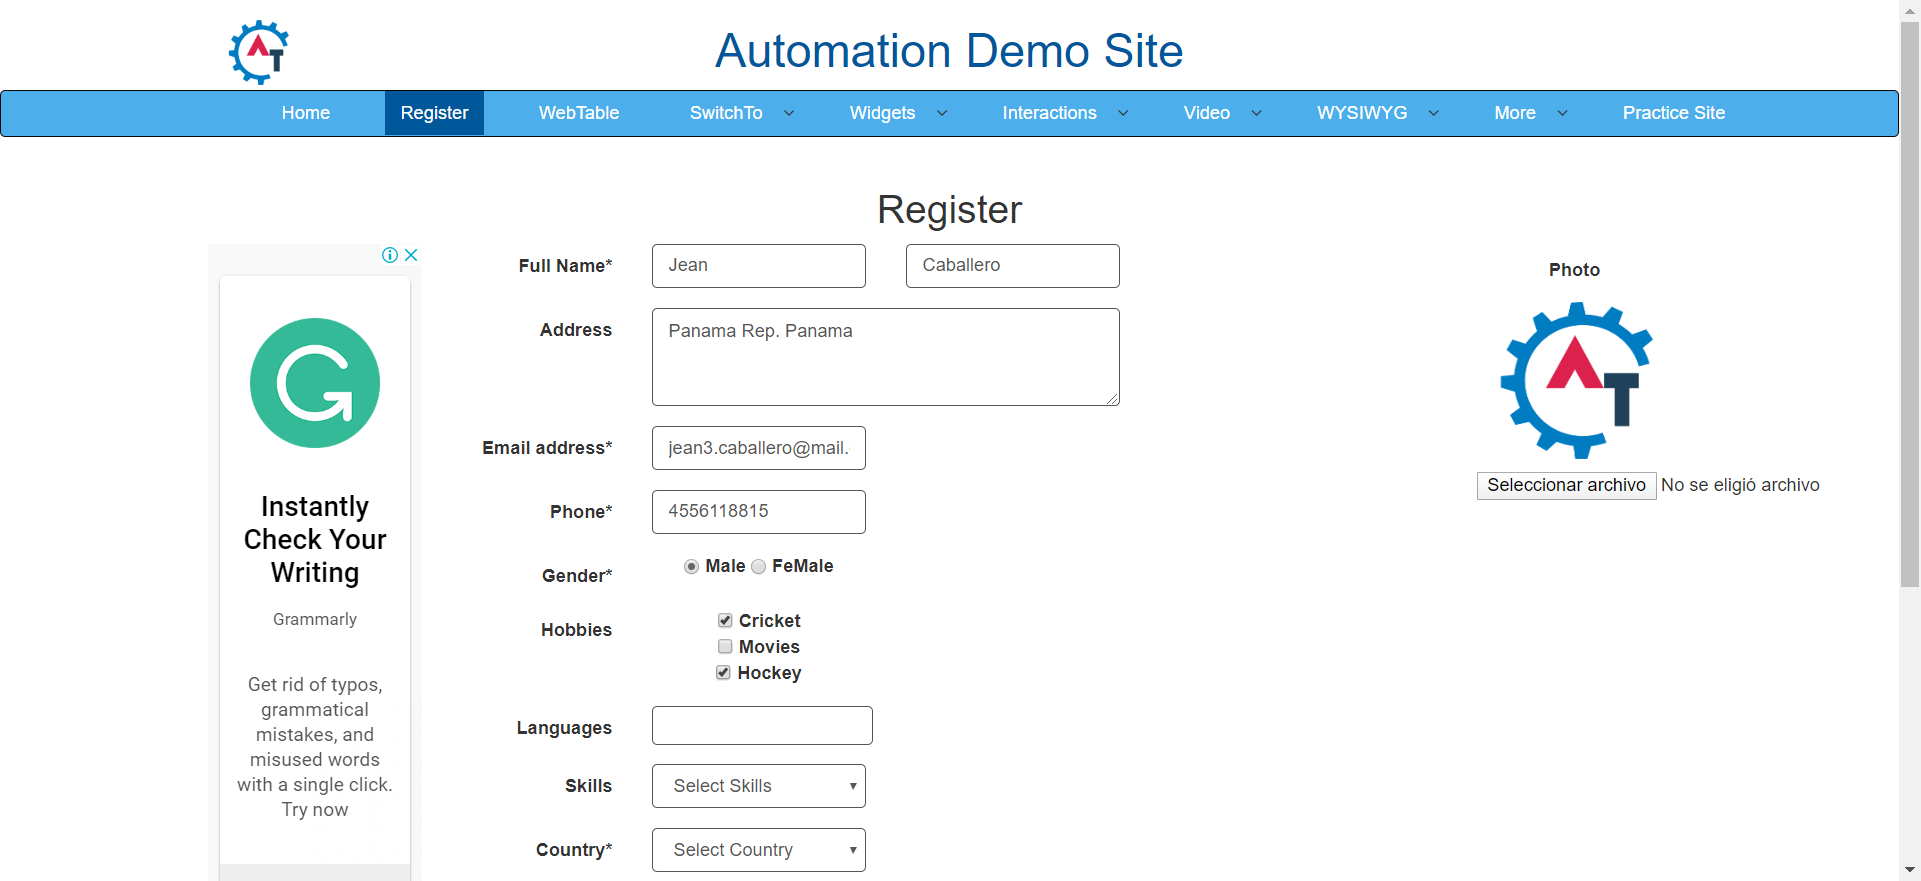 Automation Demo Site
Home Register WebTable SwitchTo Widgets Interactions Video WYSIWYG More Practice Site
Register
Full Name* Jean Caballero
Address Panama Rep. Panama
Email address* jean3.caballero@mail.
Phone* 4556118815
Gender* Male FeMale
Hobbies Cricket
Movies
Hockey
Languages
Skills Select Skills
Country* Select Country
Photo
AT
Seleccionar archivo No se eligió archivo
Instantly
Check Your
Writing
Grammarly
Get rid of typos,
grammatical
mistakes, and
misused words
with a single click.
Try now